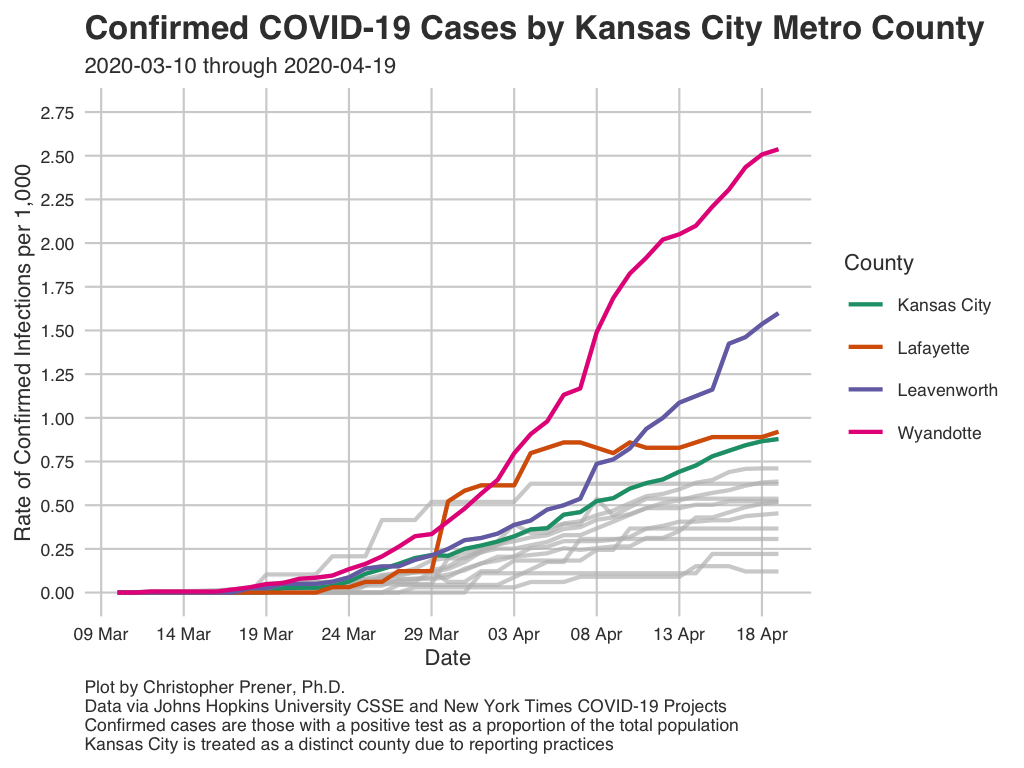 Confirmed COVID-19 Cases by Kansas City Metro County
2020-03-10 through 2020-04-19
Rate of Confirmed Infections per 1,000
2.75
2.50
2.25
2.00
1.75
1.50
1.25
1.00
0.75
0.50
0.25
0.00
09 Mar
14 Mar
19 Mar
24 Mar
29 Mar
03 Apr
08 Apr
13 Apr
18 Apr
Date
County
Kansas City
Lafayette
Leavenworth
Wyandotte
Plot by Christopher Prener, Ph.D.
Data via Johns Hopkins University CSSE and New York Times COVID-19 Projects
Confirmed cases are those with a positive test as a proportion of the total population
Kansas City is treated as a distinct county due to reporting practices